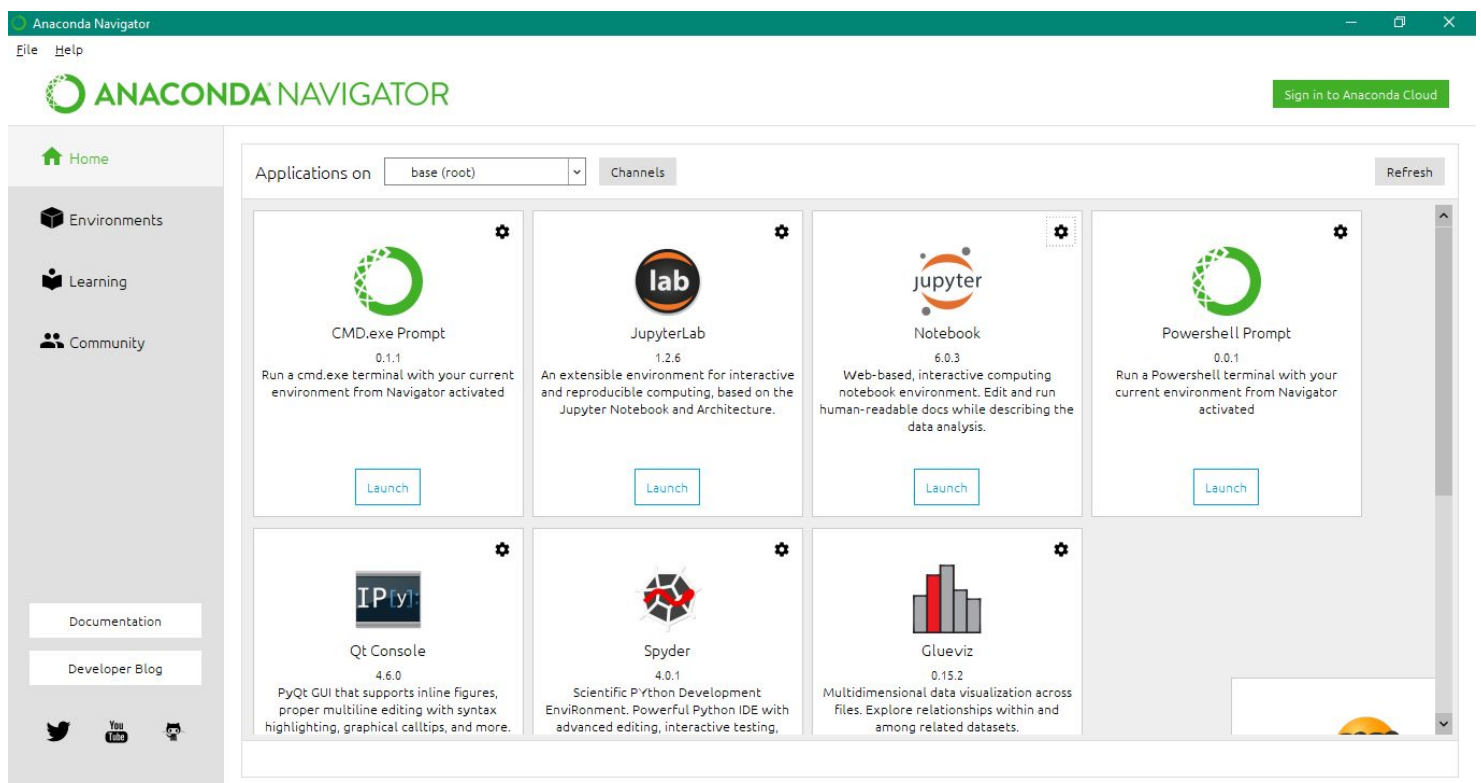 Anaconda Navigator
File Help
ANACONDA NAVIGATOR
Sign in to Anaconda Cloud
Home
Environments
Learning
Community
Documentation
Developer Blog
You
Tube
Applications on base (root) Channels Refresh
CMD.exe Prompt
0.1.1
Run a cmd.exe terminal with your current
environment from Navigator activated
Launch
lab
JupyterLab
1.2.6
An extensible environment for interactive
and reproducible computing, based on the
Jupyter Notebook and Architecture.
Launch
jupyter
Notebook
6.0.3
Web-based, interactive computing
notebook environment. Edit and run
human-readable docs while describing the
data analysis.
Launch
Powershell Prompt
0.0.1
Run a Powershell terminal with your
current environment from Navigator
activated
Launch
IP[y]:
Qt Console
4.6.0
PyQt GUI that supports inline figures,
proper multiline editing with syntax
highlighting, graphical calltips, and more.
Spyder
4.0.1
Scientific PYthon Development
EnviRonment. Powerful Python IDE with
advanced editing, interactive testing,
Glueviz
0.15.2
Multidimensional data visualization across
files. Explore relationships within and
among related datasets.